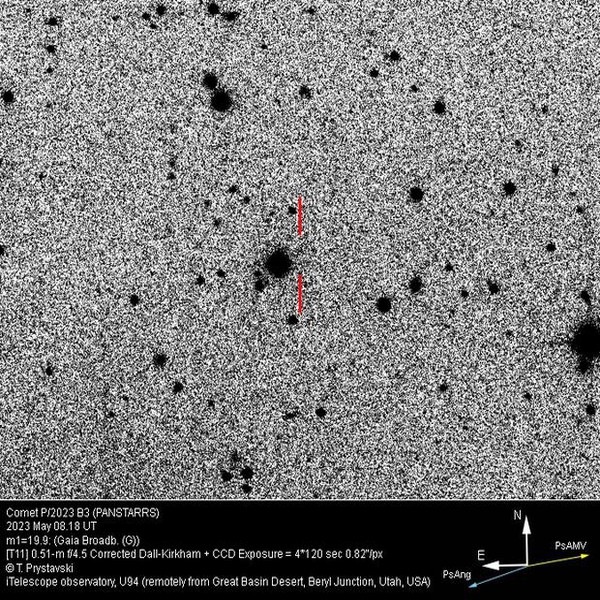 Comet P/2023 B3 (PANSTARRS)
2023 May 08.18 UT
m1=19.9: (Gaia Broadb. (G))
[T11] 0.51-m f/4.5 Corrected Dall-Kirkham + CCD Exposure = 4*120 sec 0.82"/px
© T. Prystavski
iTelescope observatory, U94 (remotely from Great Basin Desert, Beryl Junction, Utah, USA)
N
E
PsAMV
PsAng